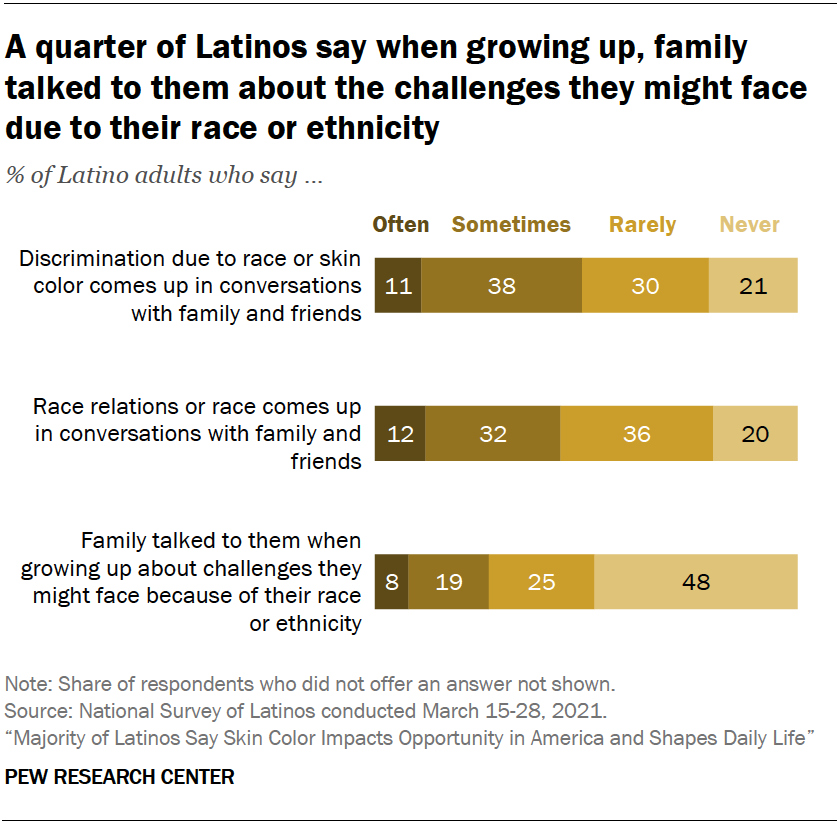 A quarter of Latinos say when growing up, family
talked to them about the challenges they might face
due to their race or ethnicity
% of Latino adults who say ...
Often Sometimes Rarely Never
Discrimination due to race or skin
color comes up in conversations
with family and friends
11 38 30 21
Race relations or race comes up
in conversations with family and
friends
12 32 36 20
Family talked to them when
growing up about challenges they
might face because of their race
or ethnicity
8 19 25 48
Note: Share of respondents who did not offer an answer not shown.
Source: National Survey of Latinos conducted March 15-28, 2021.
“Majority of Latinos Say Skin Color Impacts Opportunity in America and Shapes Daily Life”
PEW RESEARCH CENTER